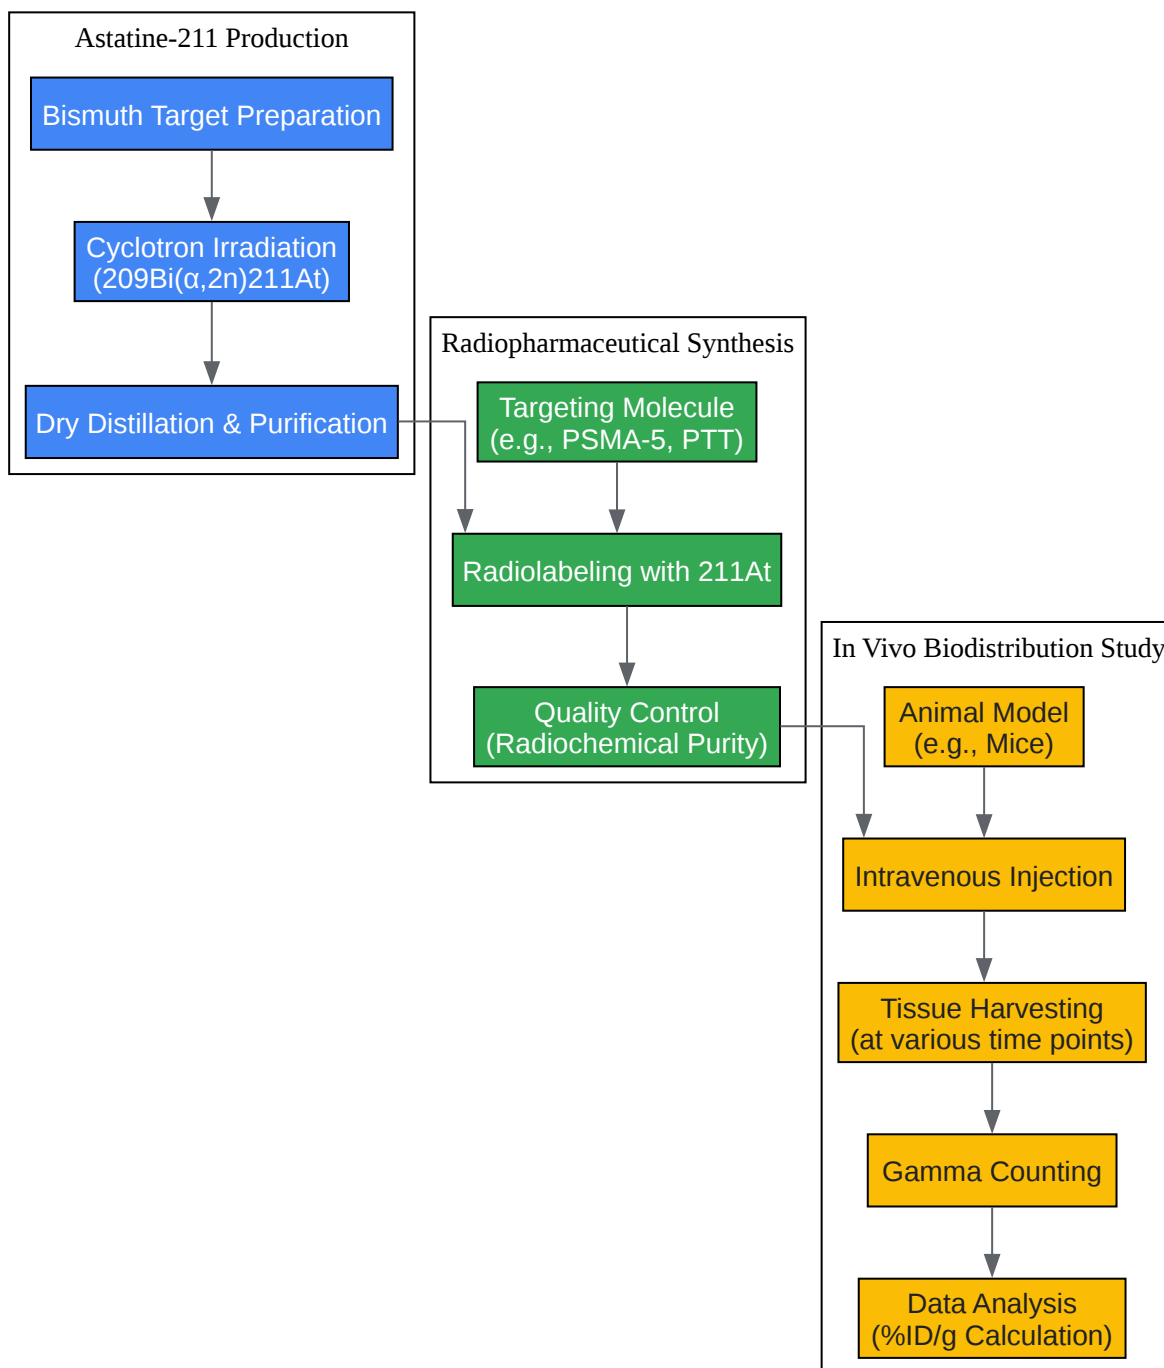 Astatine-211 Production
Bismuth Target Preparation
Cyclotron Irradiation
(209Bi(α,2n)211At)
Dry Distillation & Purification
Radiopharmaceutical Synthesis
Targeting Molecule
(e.g., PSMA-5, PTT)
Radiolabeling with 211At
Quality Control
(Radiochemical Purity)
In Vivo Biodistribution Study
Animal Model
(e.g., Mice)
Intravenous Injection
Tissue Harvesting
(at various time points)
Gamma Counting
Data Analysis
(%ID/g Calculation)